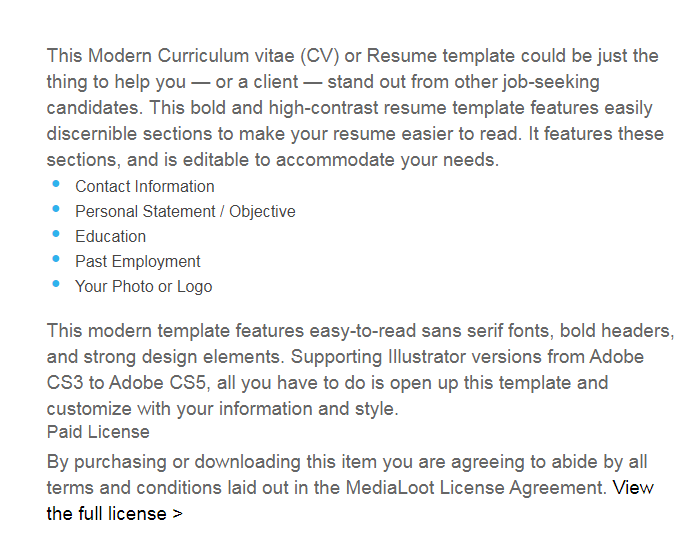 This Modern Curriculum vitae (CV) or Resume template could be just the
thing to help you — or a client — stand out from other job-seeking
candidates. This bold and high-contrast resume template features easily
discernible sections to make your resume easier to read. It features these
sections, and is editable to accommodate your needs.
• Contact Information
• Personal Statement / Objective
• Education
• Past Employment
• Your Photo or Logo
This modern template features easy-to-read sans serif fonts, bold headers,
and strong design elements. Supporting Illustrator versions from Adobe
CS3 to Adobe CS5, all you have to do is open up this template and
customize with your information and style.
Paid License
By purchasing or downloading this item you are agreeing to abide by all
terms and conditions laid out in the MediaLoot License Agreement. View
the full license >